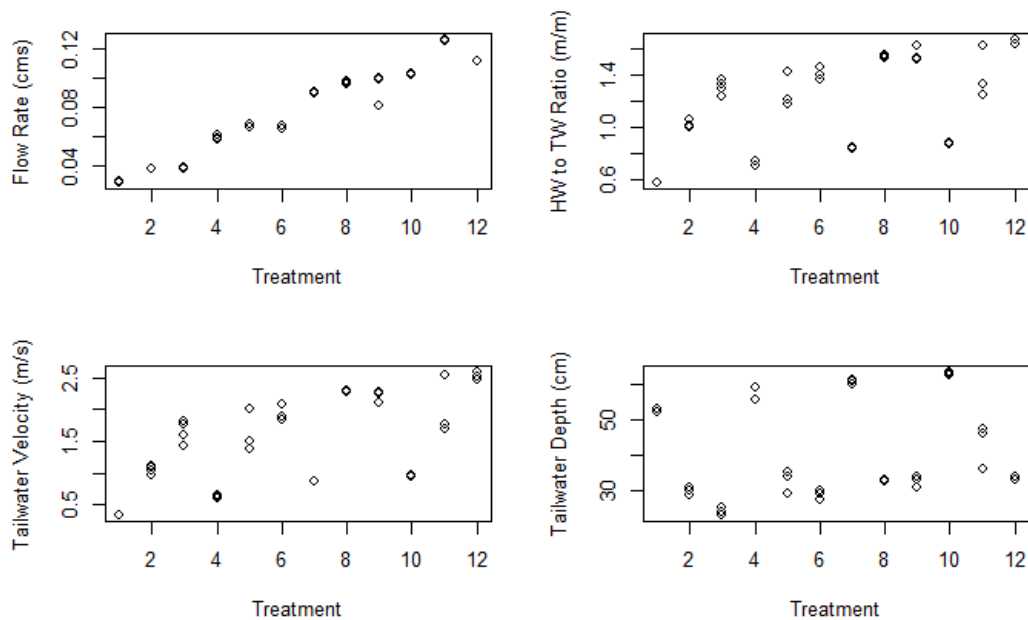 Flow Rate (cms)
0.04 0.08 0.12
2 4 6 8 10 12
Treatment
HW to TW Ratio (m/m)
0.6 1.0 1.4
2 4 6 8 10 12
Treatment
Tailwater Velocity (m/s)
0.5 1.5 2.5
2 4 6 8 10 12
Treatment
Tailwater Depth (cm)
30 50
2 4 6 8 10 12
Treatment